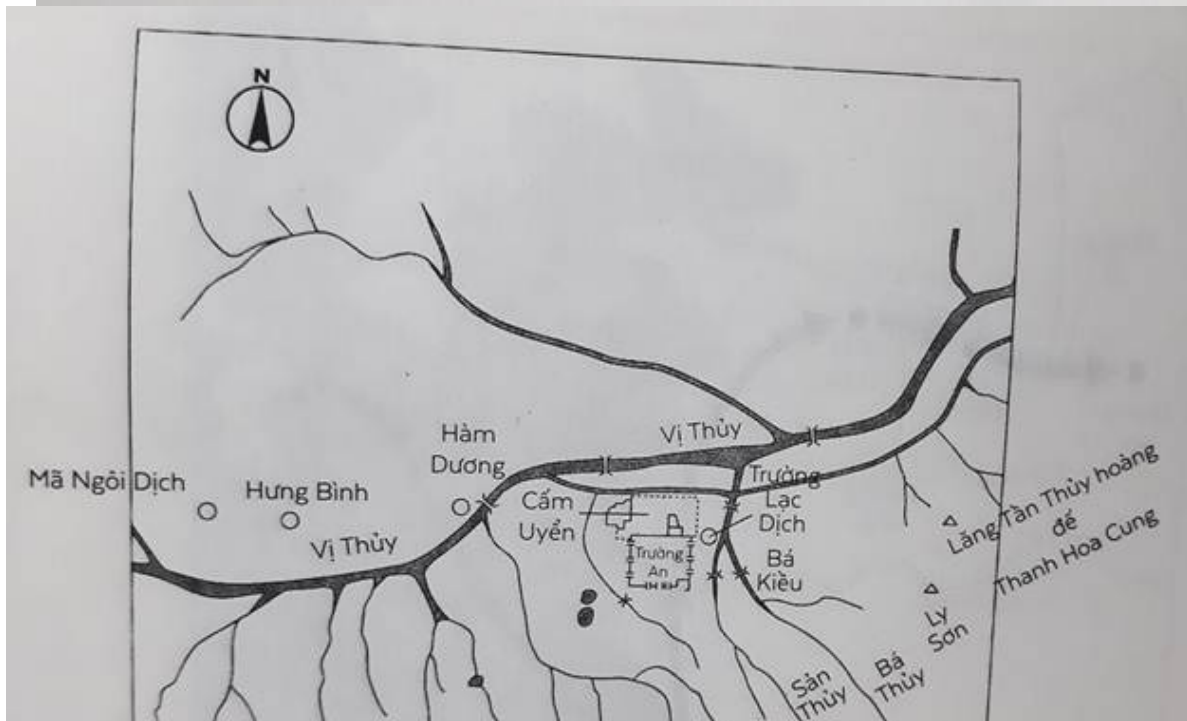 N
Hàm
Dương
Vị Thủy
Mã Ngôi Dịch
Hưng Bình
Vị Thủy
Cấm
Uyển
Trường
An
Trường
Lạc
Dịch
Bá
Kiều
Lăng Tần Thủy hoàng
đế
Thanh Hoa Cung
Ly
Sơn
Bá
Thủy
Sản
Thủy